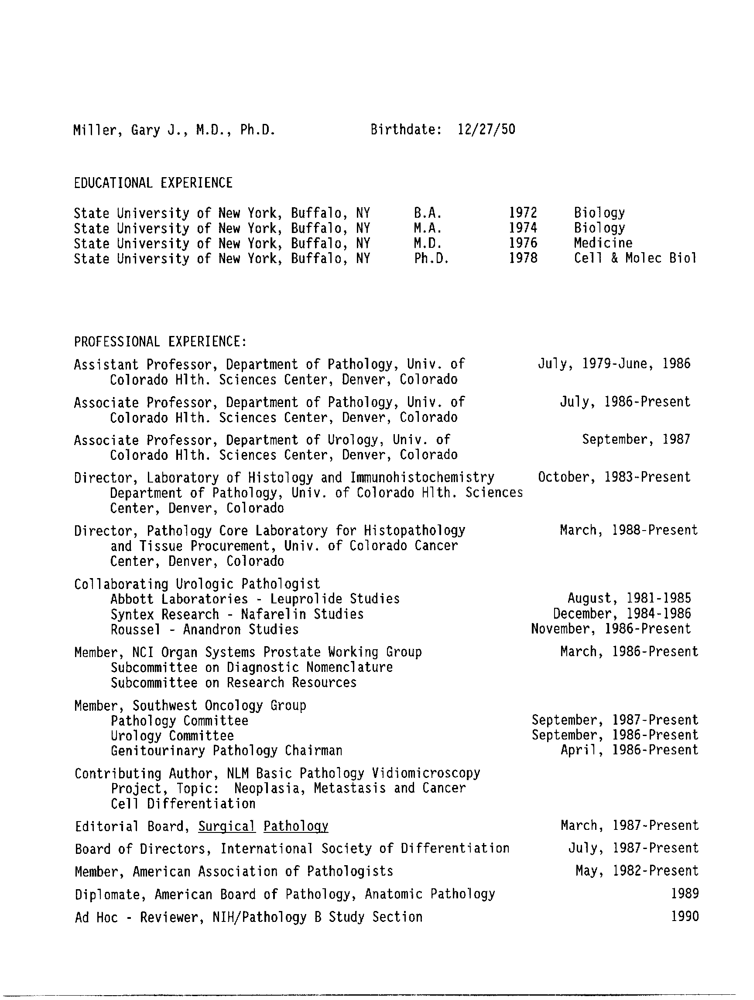 Miller, Gary J., M.D., Ph.D. Birthdate: 12/27/50
EDUCATIONAL EXPERIENCE
State University of New York, Buffalo, NY B.A. 1972 Biology
State University of New York, Buffalo, NY M.A. 1974 Biology
State University of New York, Buffalo, NY M.D. 1976 Medicine
State University of New York, Buffalo, NY Ph.D. 1978 Cell & Molec Biol
PROFESSIONAL EXPERIENCE:
Assistant Professor, Department of Pathology, Univ. of July, 1979-June, 1986
Colorado Hlth. Sciences Center, Denver, Colorado
Associate Professor, Department of Pathology, Univ. of July, 1986-Present
Colorado Hlth. Sciences Center, Denver, Colorado
Associate Professor, Department of Urology, Univ. of September, 1987
Colorado Hlth. Sciences Center, Denver, Colorado
Director, Laboratory of Histology and Immunohistochemistry October, 1983-Present
Department of Pathology, Univ. of Colorado Hlth. Sciences
Center, Denver, Colorado
Director, Pathology Core Laboratory for Histopathology March, 1988-Present
and Tissue Procurement, Univ. of Colorado Cancer
Center, Denver, Colorado
Collaborating Urologic Pathologist
Abbott Laboratories - Leuprolide Studies August, 1981-1985
Syntex Research - Nafarelin Studies December, 1984-1986
Roussel - Anandron Studies November, 1986-Present
Member, NCI Organ Systems Prostate Working Group March, 1986-Present
Subcommittee on Diagnostic Nomenclature
Subcommittee on Research Resources
Member, Southwest Oncology Group
Pathology Committee September, 1987-Present
Urology Committee September, 1986-Present
Genitourinary Pathology Chairman April, 1986-Present
Contributing Author, NLM Basic Pathology Vidiomicroscopy
Project, Topic: Neoplasia, Metastasis and Cancer
Cell Differentiation
Editorial Board, Surgical Pathology March, 1987-Present
Board of Directors, International Society of Differentiation July, 1987-Present
Member, American Association of Pathologists May, 1982-Present
Diplomate, American Board of Pathology, Anatomic Pathology 1989
Ad Hoc - Reviewer, NIH/Pathology B Study Section 1990